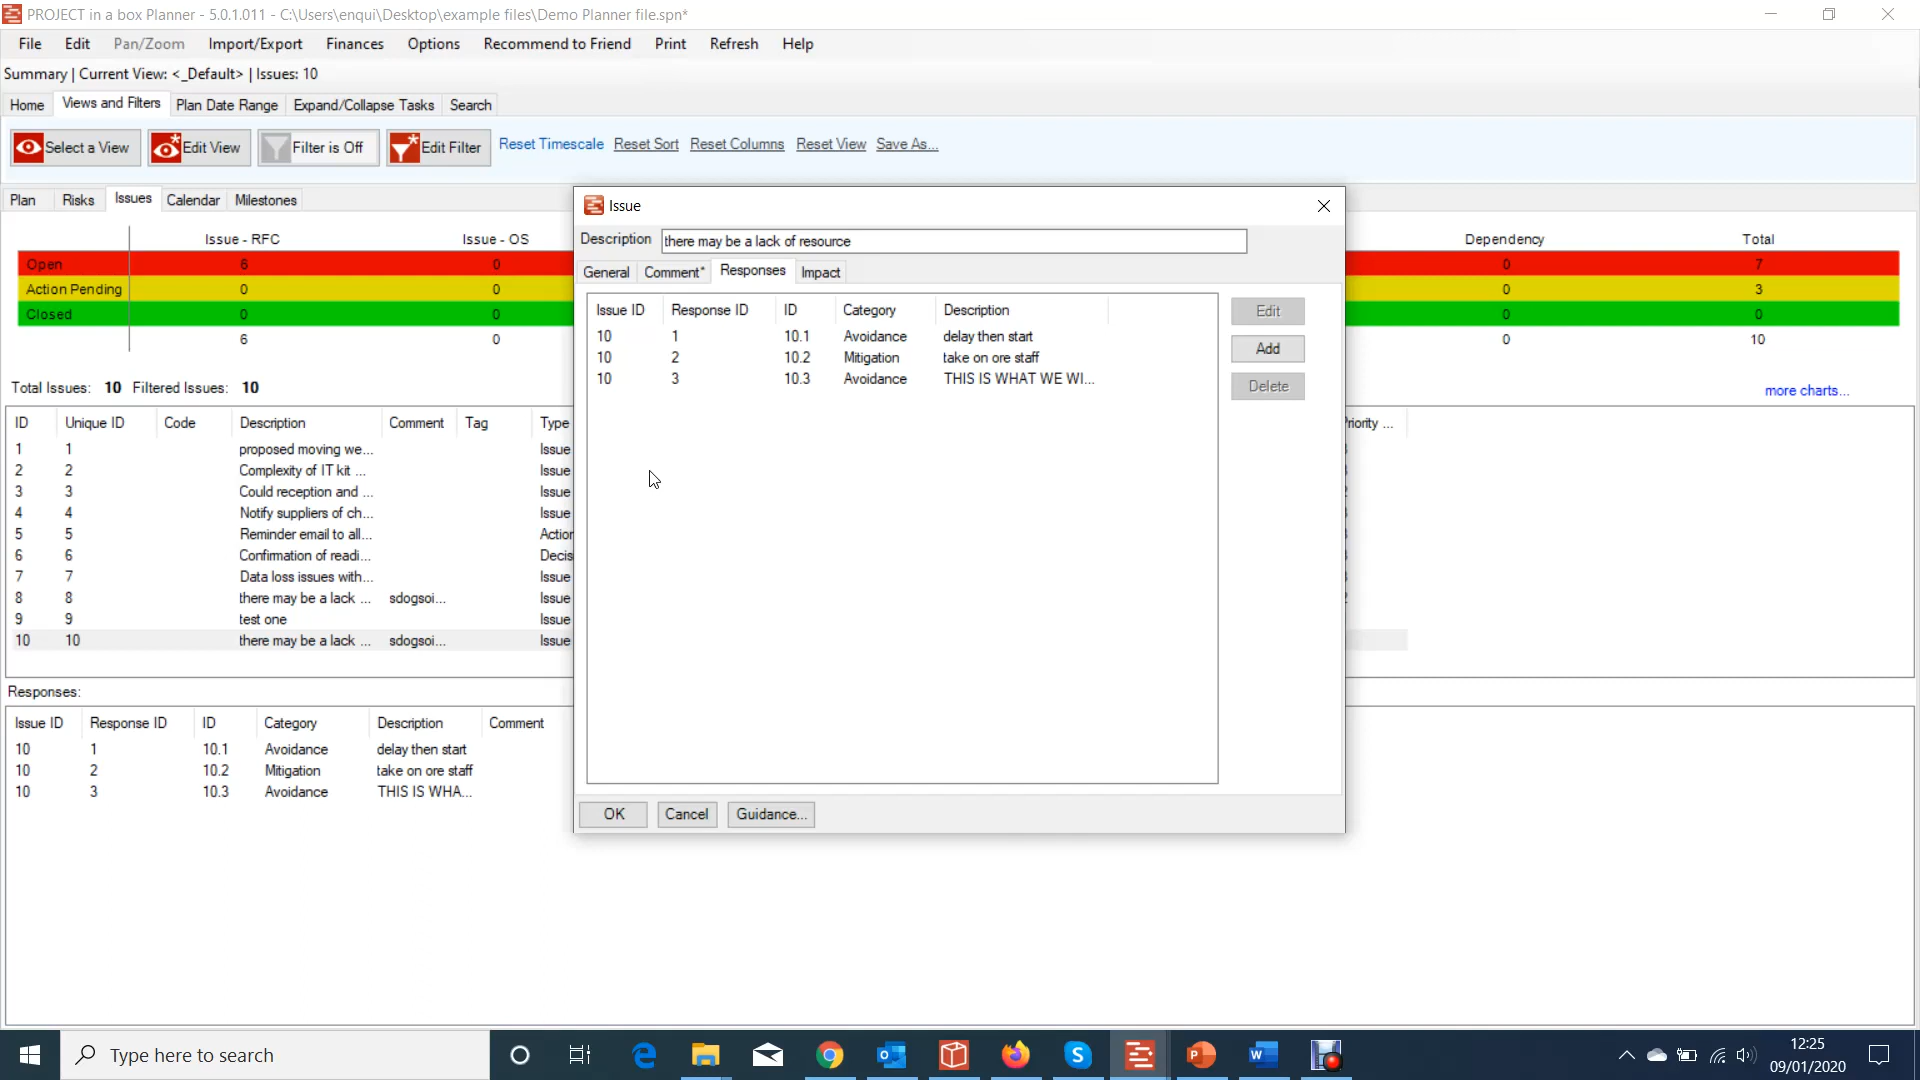 PROJECT in a box Planner - 5.0.1.011 - C:\Users\enqui\Desktop\example files\Demo Planner file.spn*
File Edit Pan/Zoom Import/Export Finances Options Recommend to Friend Print Refresh Help
Summary | Current View: <_Default> | Issues: 10
Home Views and Filters Plan Date Range Expand/Collapse Tasks Search
Select a View Edit View Filter is Off Edit Filter Reset Timescale Reset Sort Reset Columns Reset View Save As...
Plan Risks Issues Calendar Milestones
Issue - RFC Issue - OS Dependency Total
Open 6 0 0 7
Action Pending 0 0 0 3
Closed 0 0 0 0
6 0 0 10
Total Issues: 10 Filtered Issues: 10
more charts...
ID Unique ID Code Description Comment Tag Type Priority ...
1 1 proposed moving we... Issue
2 2 Complexity of IT kit ... Issue
3 3 Could reception and ... Issue
4 4 Notify suppliers of ch... Issue
5 5 Reminder email to all... Action
6 6 Confirmation of readi... Decis
7 7 Data loss issues with... Issue
8 8 there may be a lack ... sdogsoi... Issue
9 9 test one Issue
10 10 there may be a lack ... sdogsoi... Issue
Responses:
Issue ID Response ID ID Category Description Comment
10 1 10.1 Avoidance delay then start
10 2 10.2 Mitigation take on ore staff
10 3 10.3 Avoidance THIS IS WHA...
Issue
Description there may be a lack of resource
General Comment* Responses Impact
Issue ID Response ID ID Category Description
10 1 10.1 Avoidance delay then start
10 2 10.2 Mitigation take on ore staff
10 3 10.3 Avoidance THIS IS WHAT WE WI...
Edit
Add
Delete
OK Cancel Guidance...
Type here to search
12:25
09/01/2020